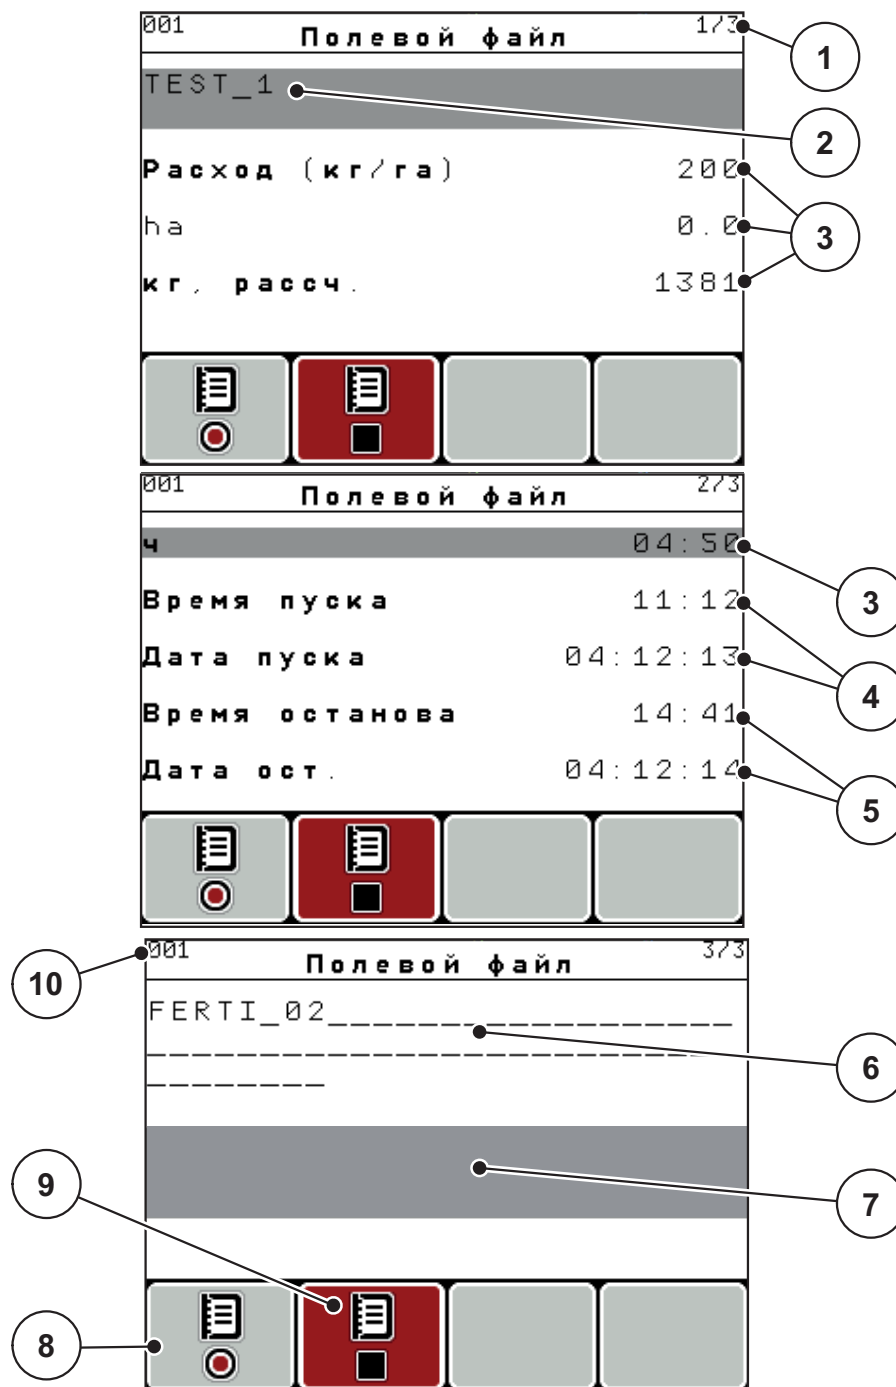 001 Полевой файл 1/3
1
TEST_1
2
Расход (кг/га) 200
ha 0.0
3
кг, рассч. 1381
001 Полевой файл 2/3
ч 04:50
3
Время пуска 11:12
Дата пуска 04:12:13
4
Время останова 14:41
Дата ост. 04:12:14
5
10
001 Полевой файл 3/3
FERTI_02__________________
6
9
7
8